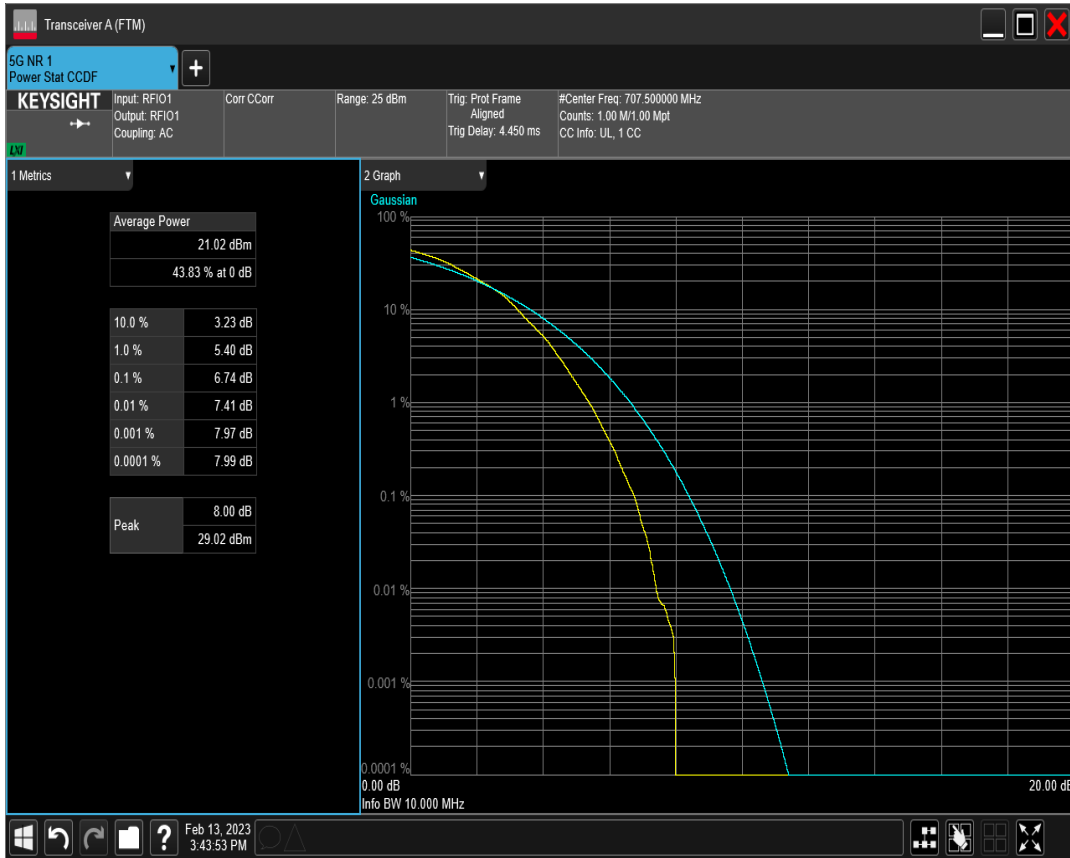 Transceiver A (FTM)
5G NR 1
Power Stat CCDF
KEYSIGHT
LXI
Input: RFIO1
Output: RFIO1
Coupling: AC
Corr CCorr
Range: 25 dBm
Trig: Prot Frame
Aligned
Trig Delay: 4.450 ms
#Center Freq: 707.500000 MHz
Counts: 1.00 M/1.00 Mpt
CC Info: UL, 1 CC
1 Metrics
Average Power
21.02 dBm
43.83 % at 0 dB
10.0 % 3.23 dB
1.0 % 5.40 dB
0.1 % 6.74 dB
0.01 % 7.41 dB
0.001 % 7.97 dB
0.0001 % 7.99 dB
Peak
8.00 dB
29.02 dBm
2 Graph
Gaussian
100 %
10 %
1 %
0.1 %
0.01 %
0.001 %
0.0001 %
0.00 dB 20.00 dB
Info BW 10.000 MHz
?
Feb 13, 2023
3:43:53 PM